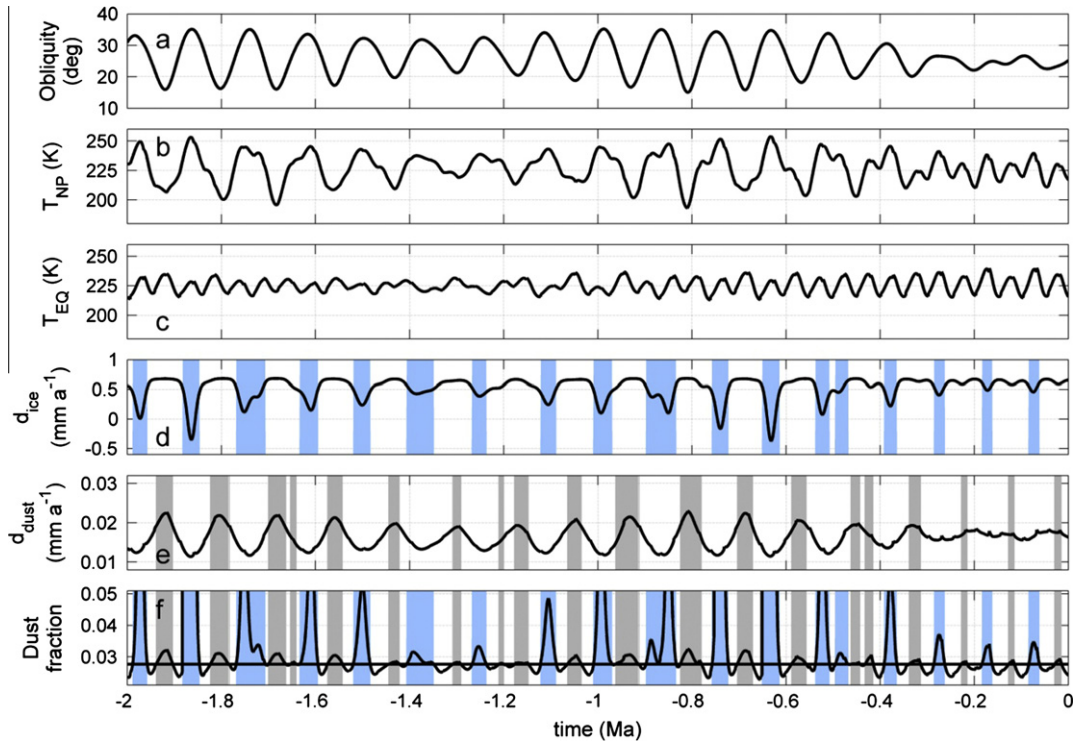 40
30
20
10
Obliquity
(deg)
a
250
225
200
T_NP (K)
b
250
225
200
T_EQ (K)
c
1
0.5
0
-0.5
d_ice
(mm a⁻¹)
d
0.03
0.02
0.01
d_dust
(mm a⁻¹)
e
0.05
0.04
0.03
Dust
fraction
f
-2 -1.8 -1.6 -1.4 -1.2 -1 -0.8 -0.6 -0.4 -0.2 0
time (Ma)